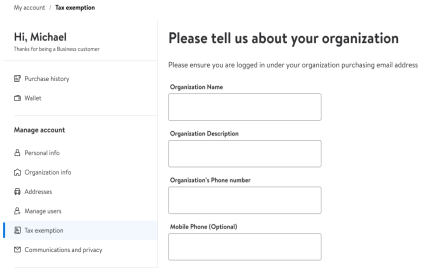 My account / Tax exemption
Hi, Michael
Thanks for being a Business customer
Purchase history
Wallet
Manage account
Personal info
Organization info
Addresses
Manage users
Tax exemption
Communications and privacy
Please tell us about your organization
Please ensure you are logged in under your organization purchasing email address
Organization Name
Organization Description
Organization's Phone number
Mobile Phone (Optional)